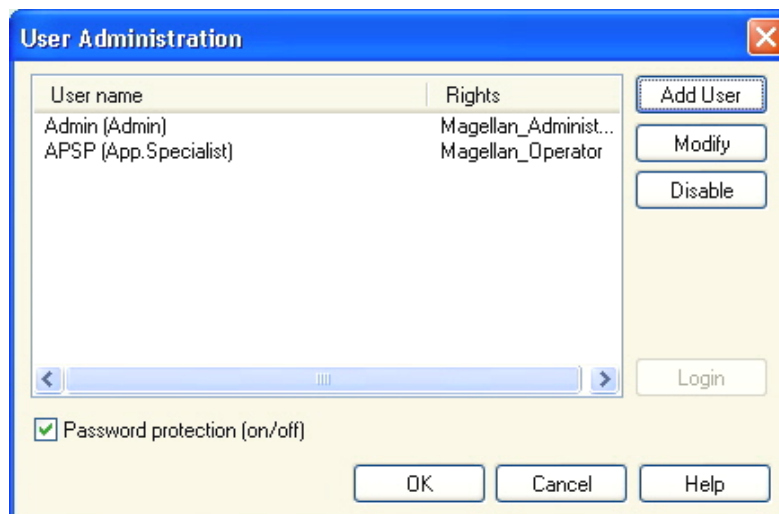 User Administration
User name Rights Add User
Admin (Admin) Magellan_Administ...
APSP (App.Specialist) Magellan_Operator Modify
Disable
Login
Password protection (on/off)
OK Cancel Help